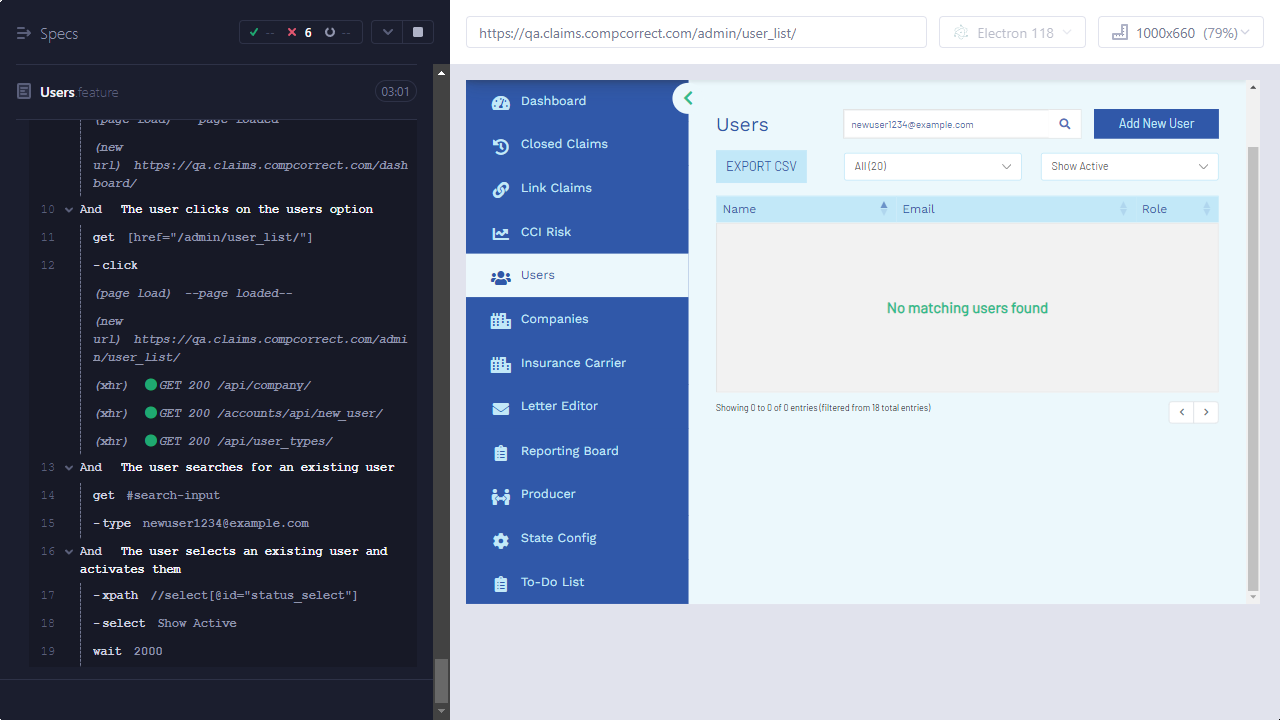 Specs
-- 6 --
Users.feature
03:01
(page load) --page loaded--
(new
url) https://qa.claims.compcorrect.com/dash
board/
10 And The user clicks on the users option
11 get [href="/admin/user_list/"]
12 -click
(page load) --page loaded--
(new
url) https://qa.claims.compcorrect.com/admi
n/user_list/
(xhr) GET 200 /api/company/
(xhr) GET 200 /accounts/api/new_user/
(xhr) GET 200 /api/user_types/
13 And The user searches for an existing user
14 get #search-input
15 -type newuser1234@example.com
16 And The user selects an existing user and
activates them
17 -xpath //select[@id="status_select"]
18 -select Show Active
19 wait 2000
https://qa.claims.compcorrect.com/admin/user_list/
Electron 118
1000x660 (79%)
Dashboard
Closed Claims
Link Claims
CCI Risk
Users
Companies
Insurance Carrier
Letter Editor
Reporting Board
Producer
State Config
To-Do List
Users
newuser1234@example.com
Add New User
EXPORT CSV
All (20)
Show Active
Name Email Role
No matching users found
Showing 0 to 0 of 0 entries (filtered from 18 total entries)